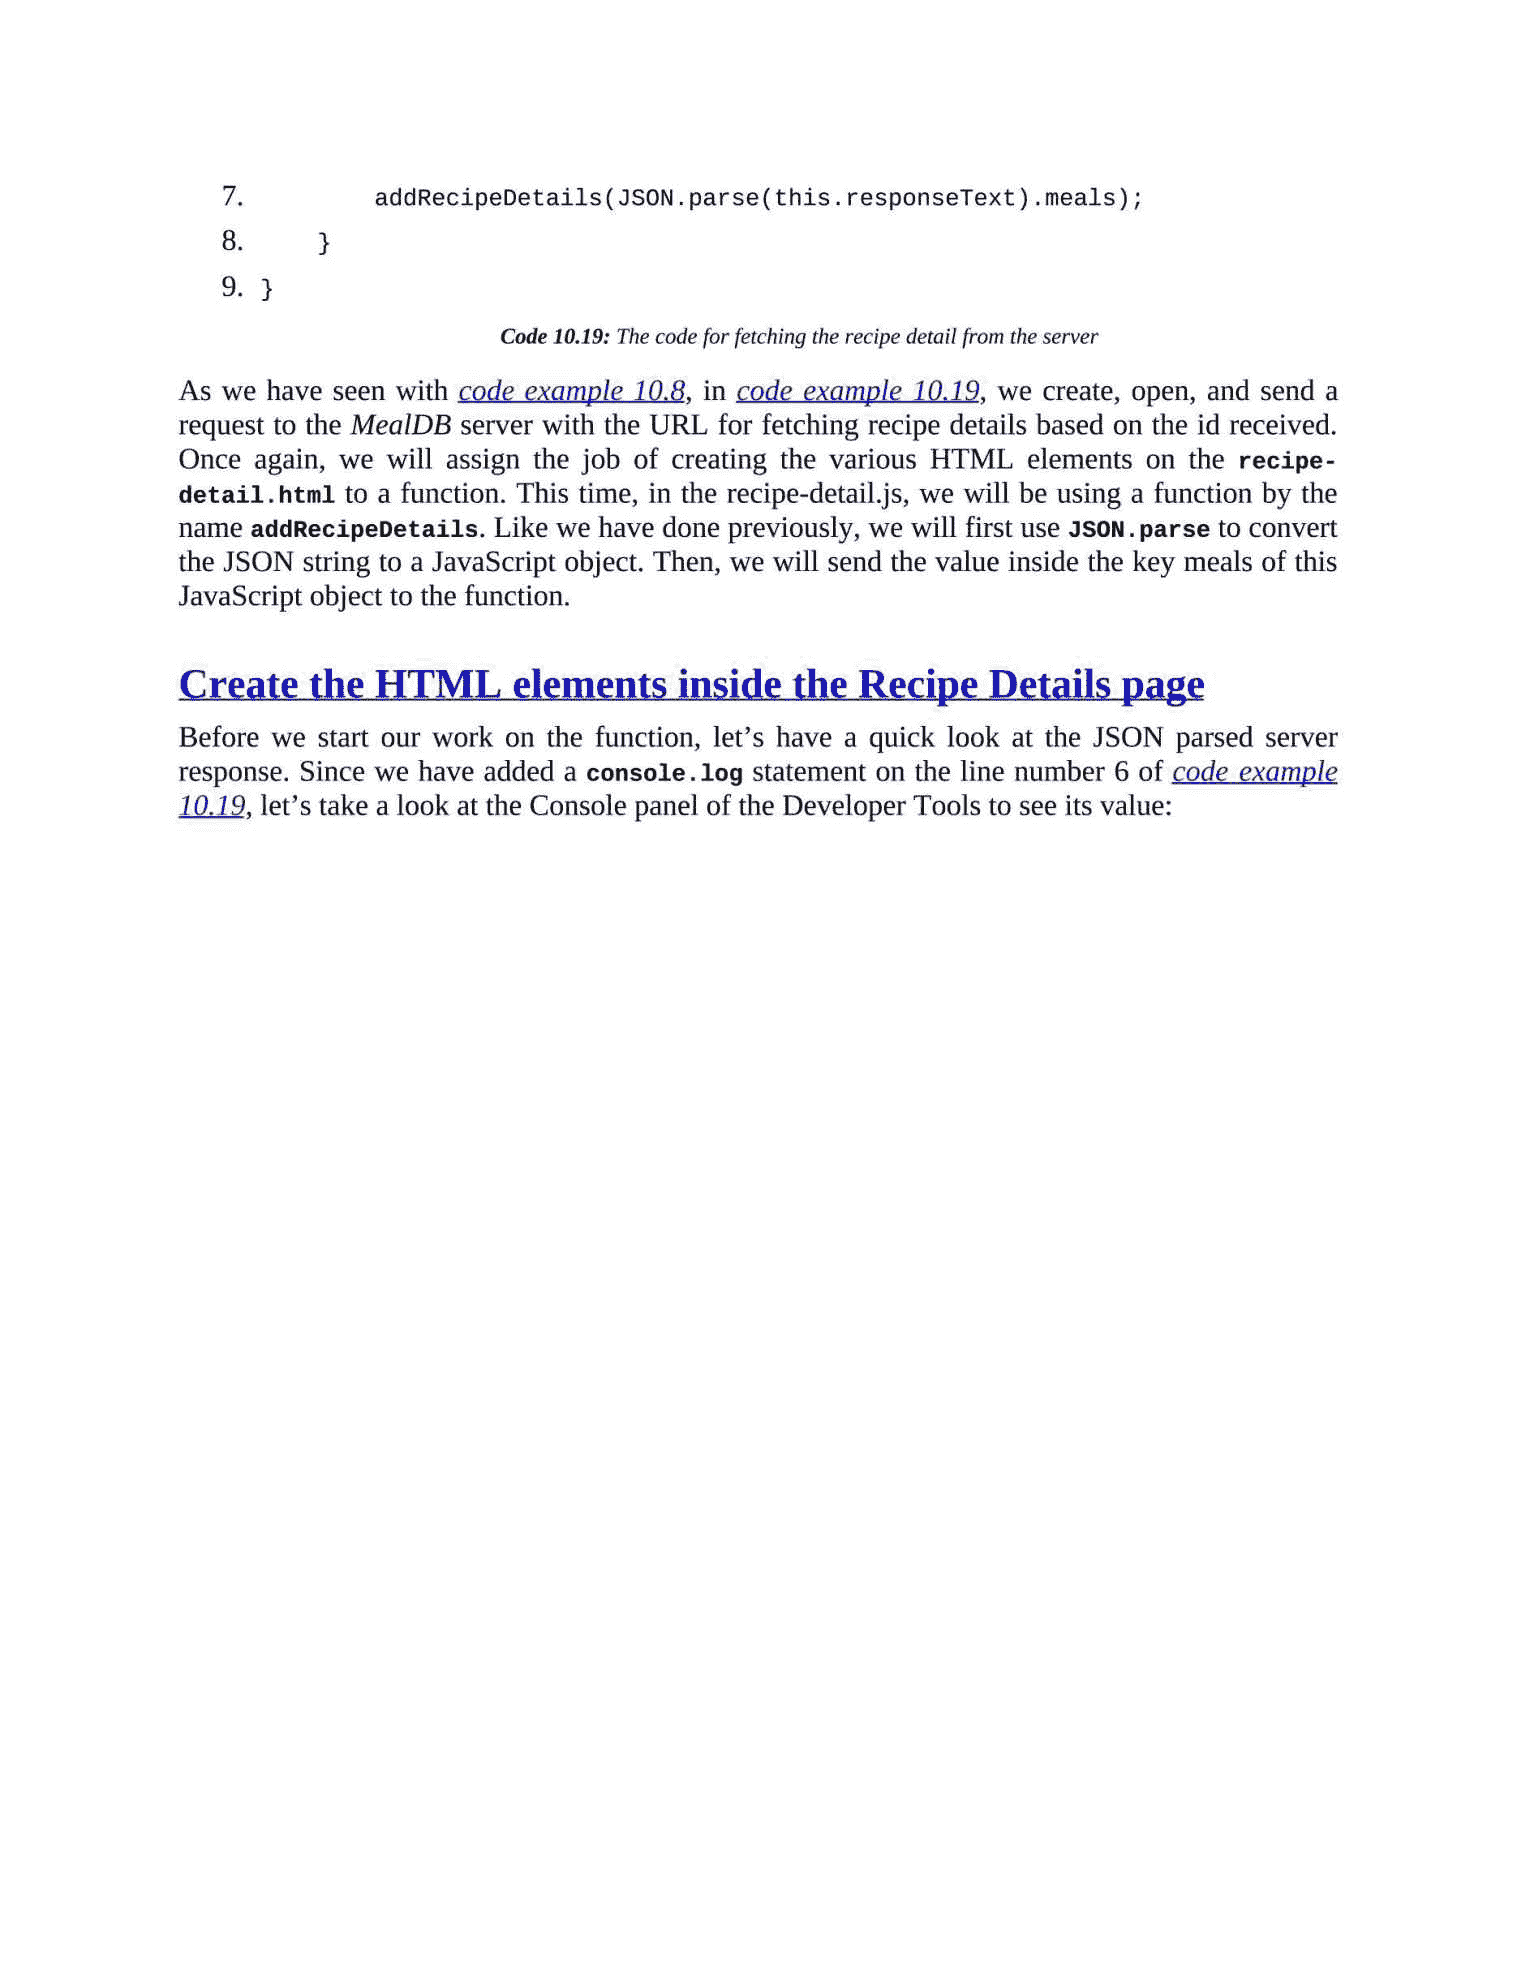 7. addRecipeDetails(JSON.parse(this.responseText).meals);
8. }
9. }
Code 10.19: The code for fetching the recipe detail from the server
As we have seen with code example 10.8, in code example 10.19, we create, open, and send a
request to the MealDB server with the URL for fetching recipe details based on the id received.
Once again, we will assign the job of creating the various HTML elements on the recipe-
detail.html to a function. This time, in the recipe-detail.js, we will be using a function by the
name addRecipeDetails. Like we have done previously, we will first use JSON.parse to convert
the JSON string to a JavaScript object. Then, we will send the value inside the key meals of this
JavaScript object to the function.
Create the HTML elements inside the Recipe Details page
Before we start our work on the function, let’s have a quick look at the JSON parsed server
response. Since we have added a console.log statement on the line number 6 of code example
10.19, let’s take a look at the Console panel of the Developer Tools to see its value: